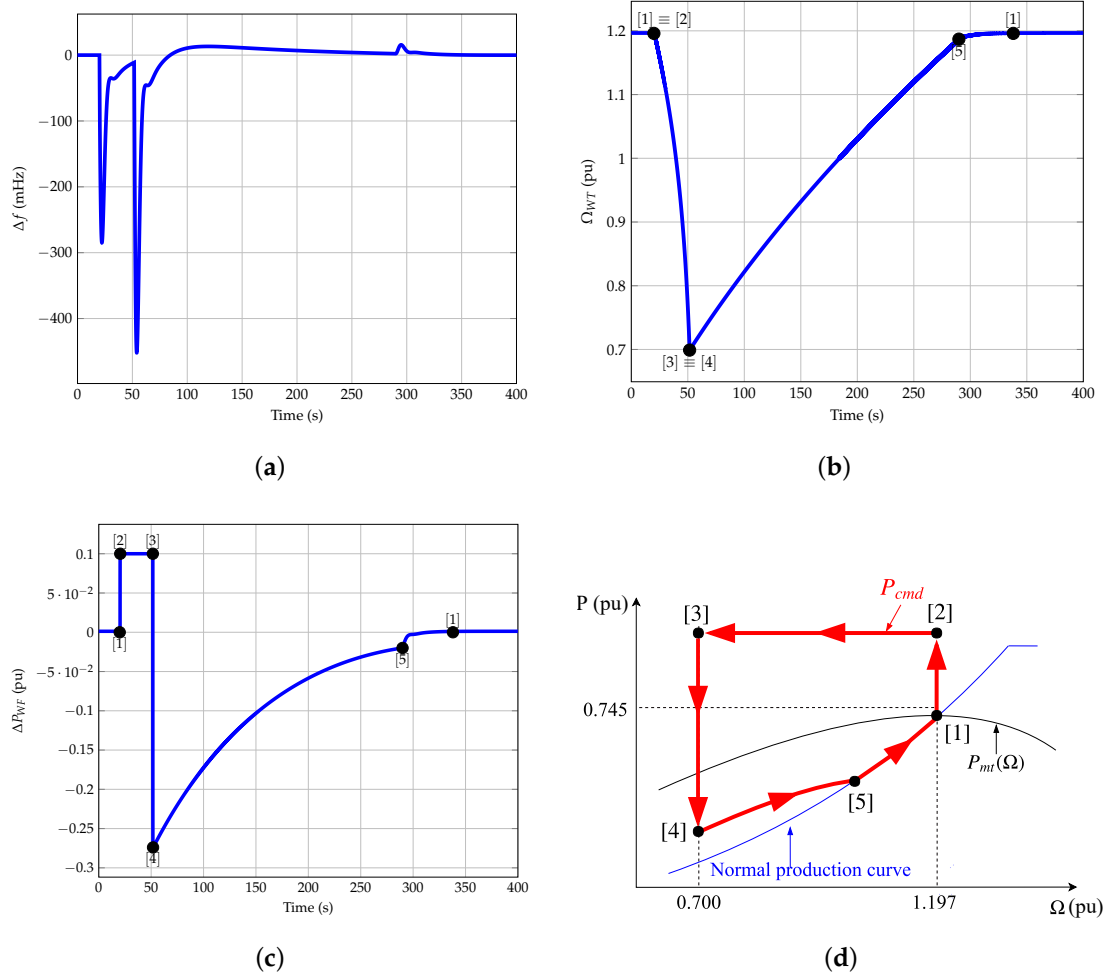 0
−100
−200
−300
−400
0 50 100 150 200 250 300 350 400
Time (s)
Δf (mHz)
(a)
[1] ≡ [2]
[1]
[5]
[3] ≡ [4]
1.2
1.1
1
0.9
0.8
0.7
0 50 100 150 200 250 300 350 400
Time (s)
Ω_WT (pu)
(b)
[2] [3]
[1]
[5]
[1]
[4]
0.1
5 · 10⁻²
0
−5 · 10⁻²
−0.1
−0.15
−0.2
−0.25
−0.3
0 50 100 150 200 250 300 350 400
Time (s)
ΔP_WF (pu)
(c)
P (pu)
P_cmd
[3]
[2]
0.745
[1]
P_mt(Ω)
[5]
[4]
Normal production curve
0.700
1.197
Ω (pu)
(d)